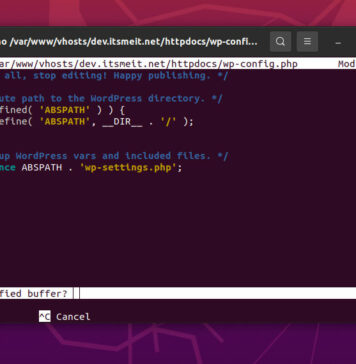 no /var/www/vhosts/dev.itsmeit.net/httpdocs/wp-confi...
ar/www/vhosts/dev.itsmeit.net/httpdocs/wp-config.php Mod
all, stop editing! Happy publishing. */
ute path to the WordPress directory. */
fined( 'ABSPATH' ) ) {
efine( 'ABSPATH', __DIR__ . '/' );
up WordPress vars and included files. */
nce ABSPATH . 'wp-settings.php';
fied buffer?
^C Cancel